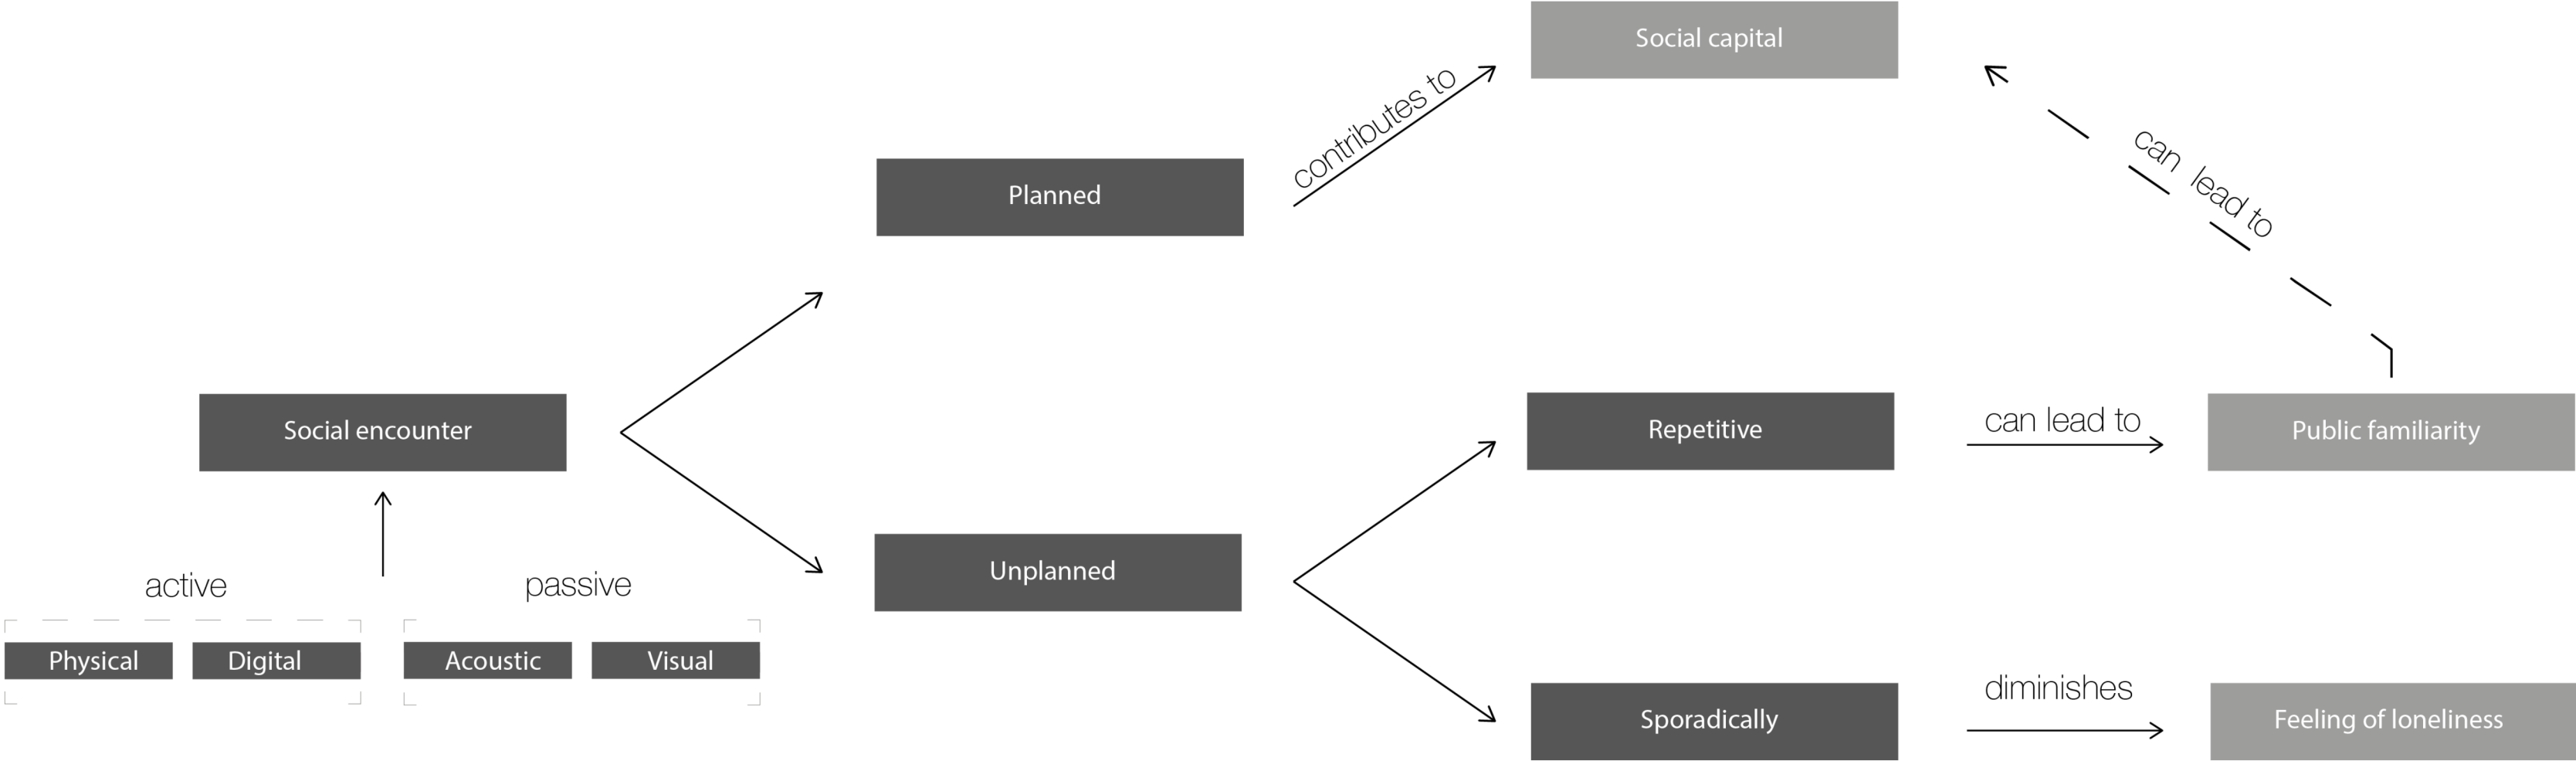 Social capital
contributes to
can lead to
Planned
Social encounter
Repetitive
can lead to
Public familiarity
Unplanned
active
passive
Physical
Digital
Acoustic
Visual
Sporadically
diminishes
Feeling of loneliness